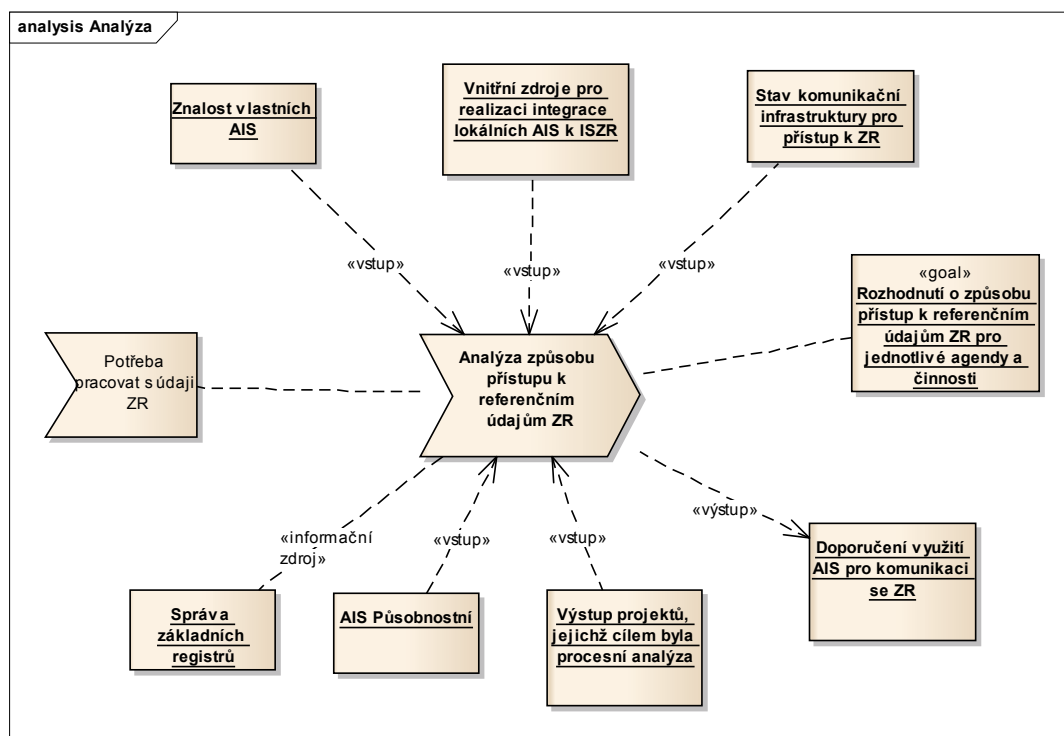 analysis Analýza
Znalost vlastních
AIS
Vnitřní zdroje pro
realizaci integrace
lokálních AIS k ISZR
Stav komunikační
infrastruktury pro
přístup k ZR
«vstup»
«vstup»
«vstup»
«goal»
Rozhodnutí o způsobu
přístup k referenčním
údajům ZR pro
jednotlivé agendy a
činnosti
Potřeba
pracovat s údaji
ZR
Analýza způsobu
přístupu k
referenčním
údajům ZR
«informační
zdroj»
«vstup»
«vstup»
«výstup»
Správa
základních
registrů
AIS Působnostní
Výstup projektů,
jejichž cílem byla
procesní analýza
Doporučení využití
AIS pro komunikaci
se ZR